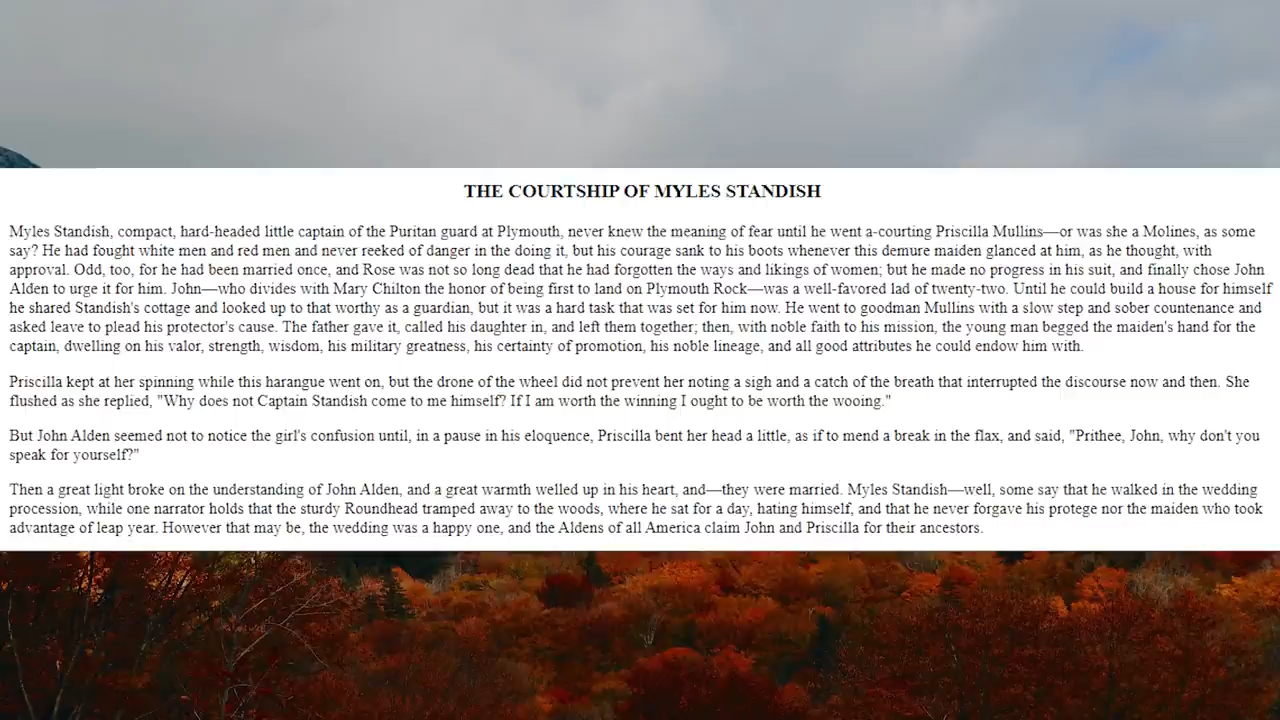 THE COURTSHIP OF MYLES STANDISH
Myles Standish, compact, hard-headed little captain of the Puritan guard at Plymouth, never knew the meaning of fear until he went a-courting Priscilla Mullins—or was she a Molines, as some
say? He had fought white men and red men and never reeked of danger in the doing it, but his courage sank to his boots whenever this demure maiden glanced at him, as he thought, with
approval. Odd, too, for he had been married once, and Rose was not so long dead that he had forgotten the ways and likings of women; but he made no progress in his suit, and finally chose John
Alden to urge it for him. John—who divides with Mary Chilton the honor of being first to land on Plymouth Rock—was a well-favored lad of twenty-two. Until he could build a house for himself
he shared Standish's cottage and looked up to that worthy as a guardian, but it was a hard task that was set for him now. He went to goodman Mullins with a slow step and sober countenance and
asked leave to plead his protector's cause. The father gave it, called his daughter in, and left them together; then, with noble faith to his mission, the young man begged the maiden's hand for the
captain, dwelling on his valor, strength, wisdom, his military greatness, his certainty of promotion, his noble lineage, and all good attributes he could endow him with.
Priscilla kept at her spinning while this harangue went on, but the drone of the wheel did not prevent her noting a sigh and a catch of the breath that interrupted the discourse now and then. She
flushed as she replied, "Why does not Captain Standish come to me himself? If I am worth the winning I ought to be worth the wooing."
But John Alden seemed not to notice the girl's confusion until, in a pause in his eloquence, Priscilla bent her head a little, as if to mend a break in the flax, and said, "Prithee, John, why don't you
speak for yourself?"
Then a great light broke on the understanding of John Alden, and a great warmth welled up in his heart, and—they were married. Myles Standish—well, some say that he walked in the wedding
procession, while one narrator holds that the sturdy Roundhead tramped away to the woods, where he sat for a day, hating himself, and that he never forgave his protege nor the maiden who took
advantage of leap year. However that may be, the wedding was a happy one, and the Aldens of all America claim John and Priscilla for their ancestors.